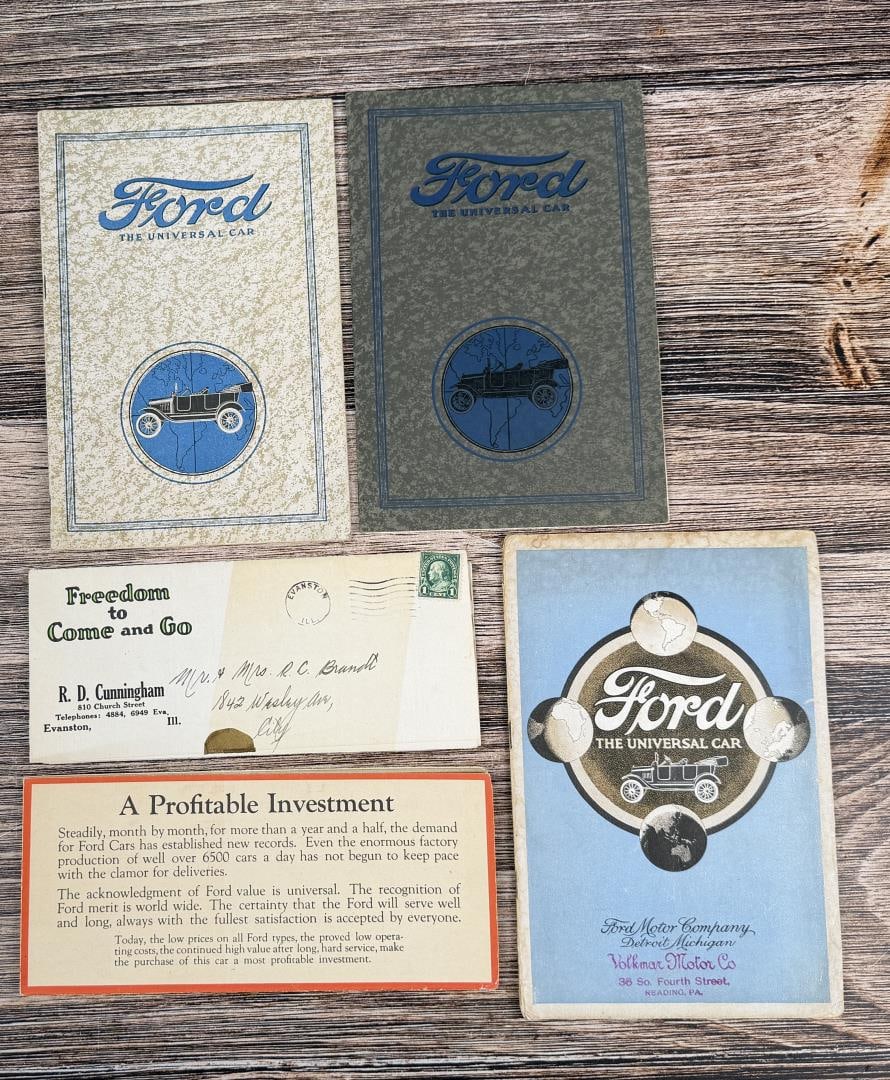 Ford
THE UNIVERSAL CAR
Ford
THE UNIVERSAL CAR
Freedom
to
Come and Go
R. D. Cunningham
810 Church Street
Telephones: 4884, 6949 Eva.
Evanston, Ill.
EVANSTON
ILL.
UNITED STATES POSTAGE
1 CENT 1
Mr. & Mrs. R. C. Brandt
842 Wesley Av,
City
A Profitable Investment
Steadily, month by month, for more than a year and a half, the demand
for Ford Cars has established new records. Even the enormous factory
production of well over 6500 cars a day has not begun to keep pace
with the clamor for deliveries.
The acknowledgment of Ford value is universal. The recognition of
Ford merit is world wide. The certainty that the Ford will serve well
and long, always with the fullest satisfaction is accepted by everyone.
Today, the low prices on all Ford types, the proved low oper-
ating costs, the continued high value after long, hard service, make
the purchase of this car a most profitable investment.
Ford
THE UNIVERSAL CAR
Ford Motor Company
Detroit Michigan
Volkmar Motor Co
36 So. Fourth Street,
READING, PA.